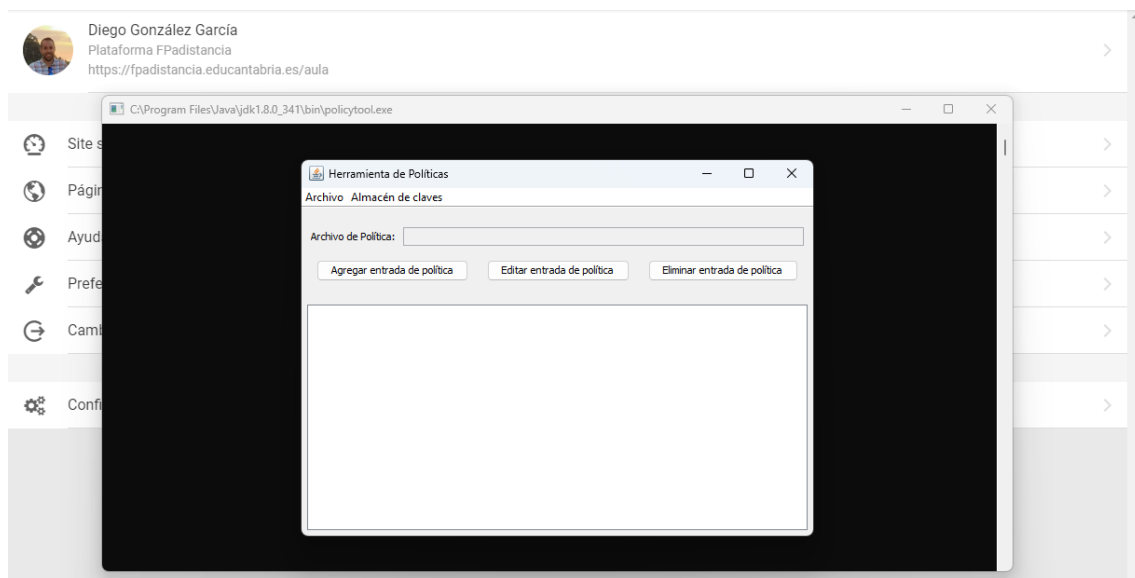 Diego González García
Plataforma FPadistancia
https://fpadistancia.educantabria.es/aula
C:\Program Files\Java\jdk1.8.0_341\bin\policytool.exe
Site s
Págin
Ayud
Prefe
Camb
Confi
Herramienta de Políticas
Archivo Almacén de claves
Archivo de Política:
Agregar entrada de política Editar entrada de política Eliminar entrada de política